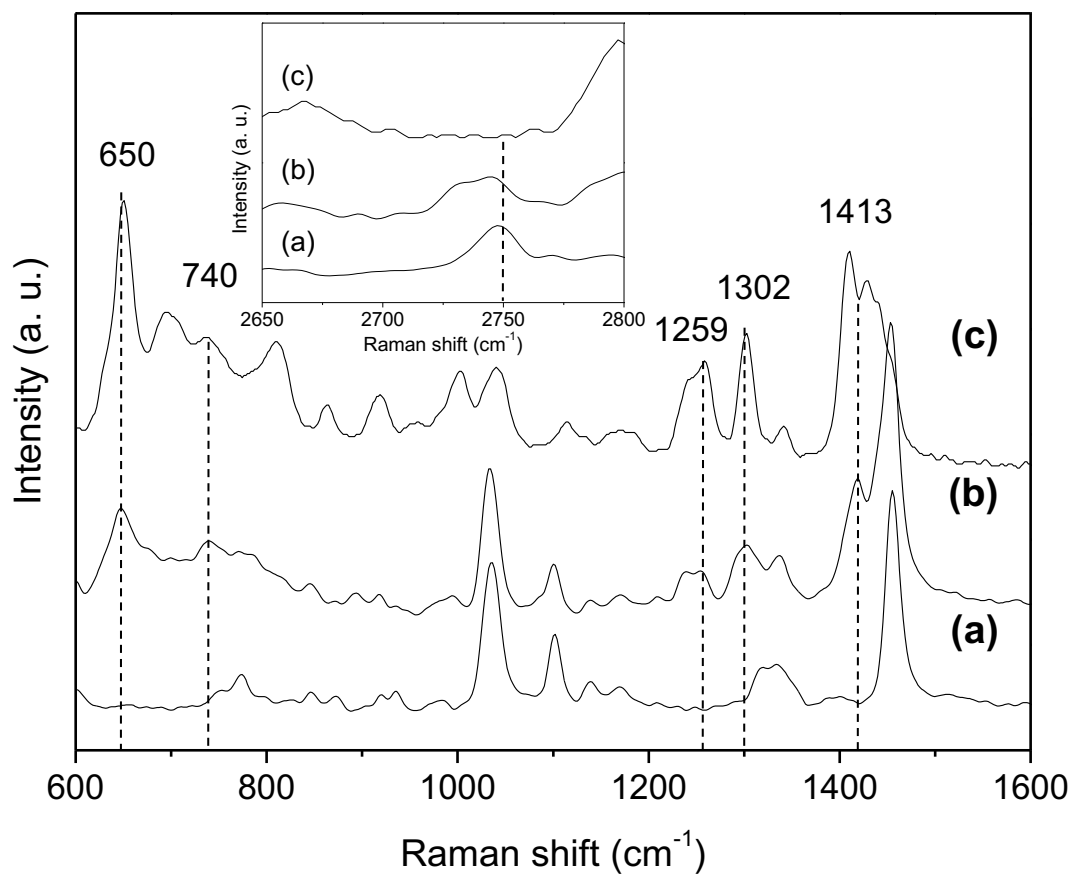 (c)
(b)
(a)
Intensity (a. u.)
2650 2700 2750 2800
Raman shift (cm⁻¹)
650
740
1259
1302
1413
(c)
(b)
(a)
Intensity (a. u.)
600 800 1000 1200 1400 1600
Raman shift (cm⁻¹)